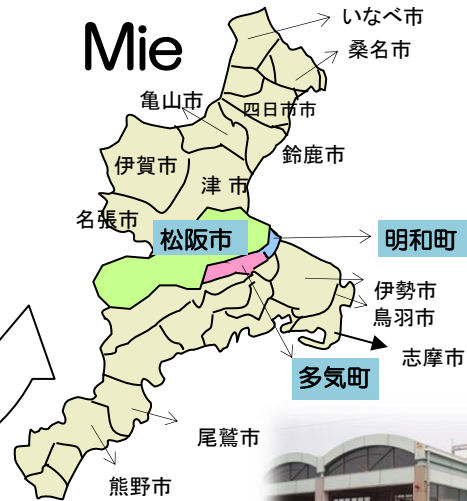 Mie
いなべ市
桑名市
亀山市
四日市市
鈴鹿市
伊賀市
津 市
名張市
松阪市
明和町
伊勢市
鳥羽市
志摩市
多気町
尾鷲市
熊野市